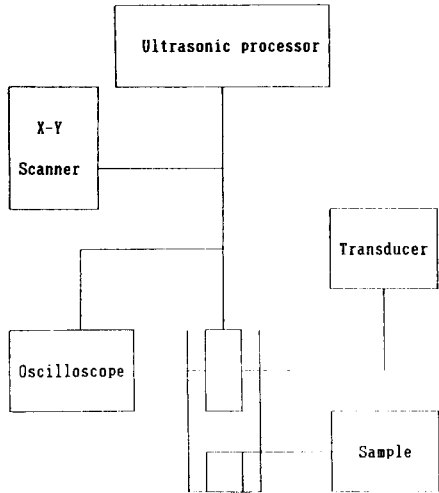 Ultrasonic processor
X-Y
Scanner
Transducer
Oscilloscope
Sample